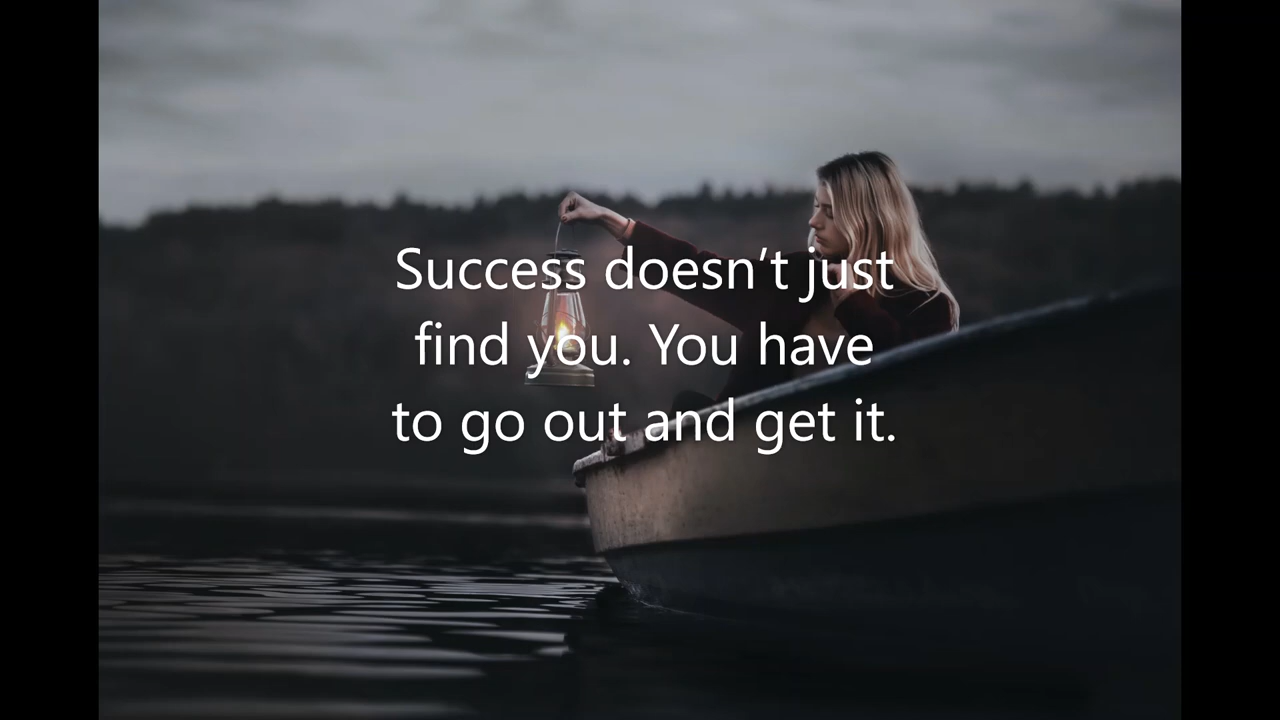 Success doesn’t just
find you. You have
to go out and get it.